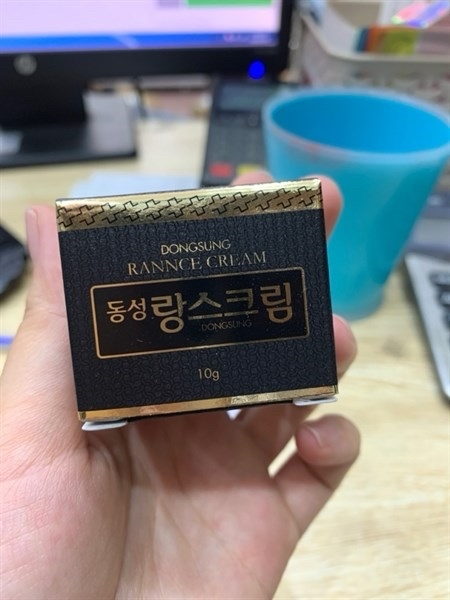 DONGSUNG
RANNCE CREAM
동성 랑스크림
DONGSUNG
10g